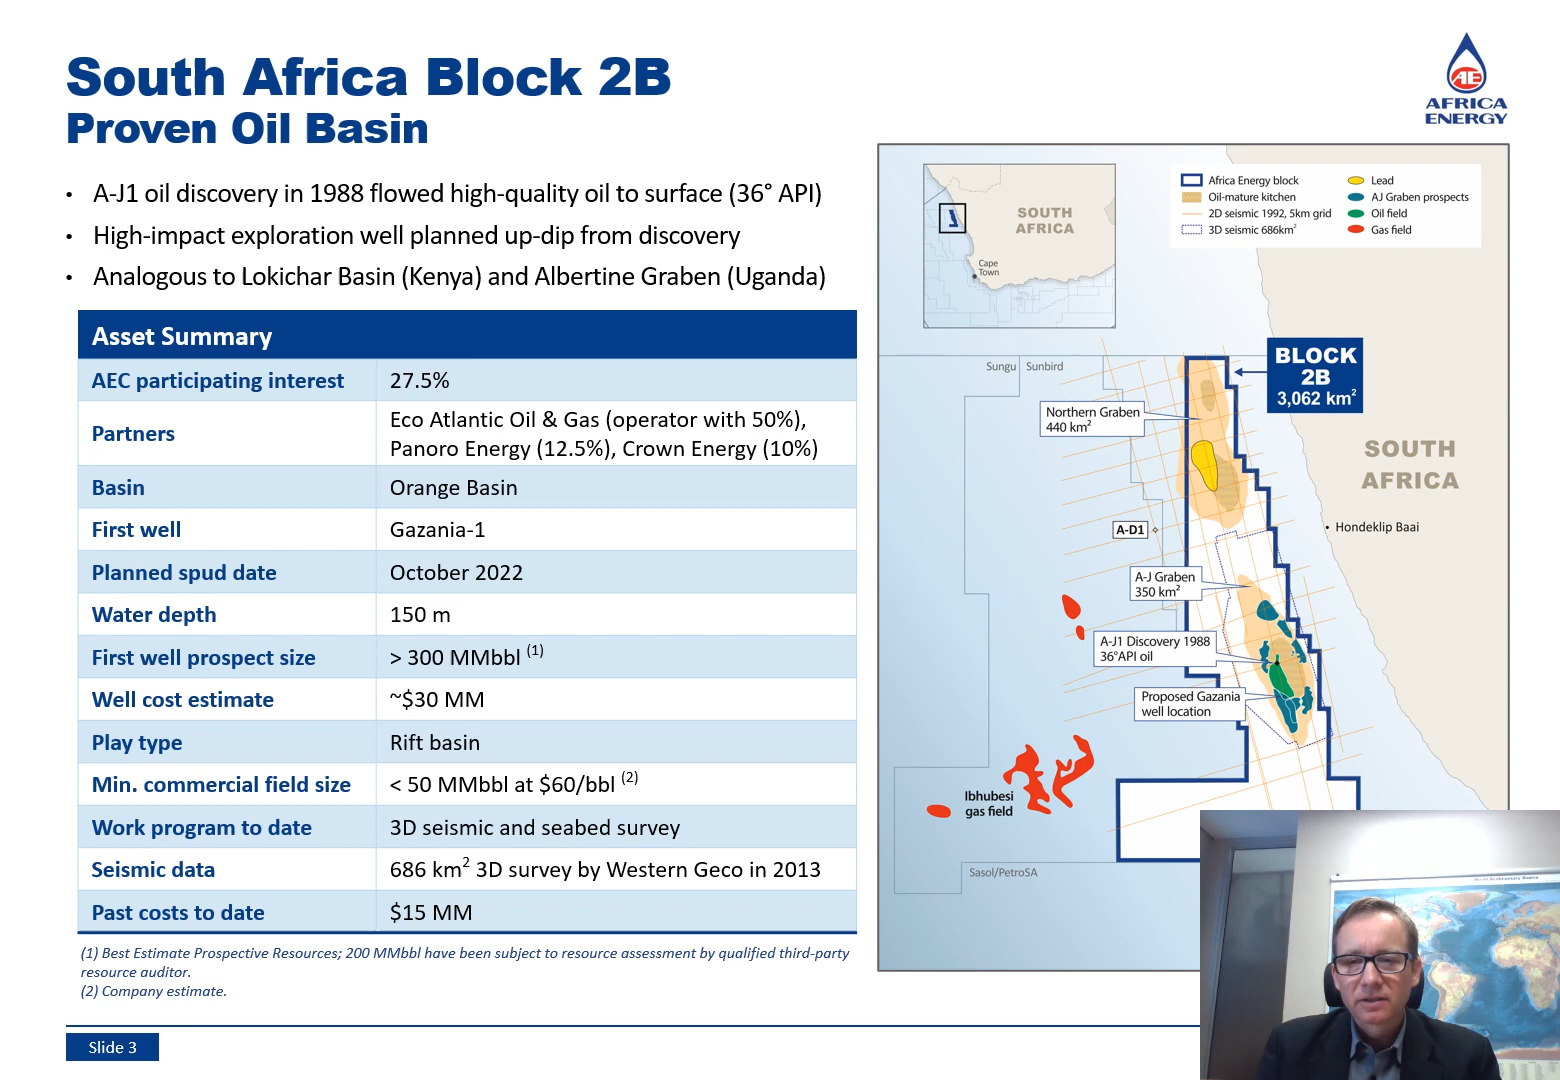 South Africa Block 2B
Proven Oil Basin
AE
AFRICA
ENERGY
• A-J1 oil discovery in 1988 flowed high-quality oil to surface (36° API)
• High-impact exploration well planned up-dip from discovery
• Analogous to Lokichar Basin (Kenya) and Albertine Graben (Uganda)
Asset Summary
AEC participating interest 27.5%
Partners Eco Atlantic Oil & Gas (operator with 50%),
Panoro Energy (12.5%), Crown Energy (10%)
Basin Orange Basin
First well Gazania-1
Planned spud date October 2022
Water depth 150 m
First well prospect size > 300 MMbbl (1)
Well cost estimate ~$30 MM
Play type Rift basin
Min. commercial field size < 50 MMbbl at $60/bbl (2)
Work program to date 3D seismic and seabed survey
Seismic data 686 km² 3D survey by Western Geco in 2013
Past costs to date $15 MM
(1) Best Estimate Prospective Resources; 200 MMbbl have been subject to resource assessment by qualified third-party
resource auditor.
(2) Company estimate.
Slide 3
SOUTH
AFRICA
Cape
Town
Africa Energy block
Oil-mature kitchen
2D seismic 1992, 5km grid
3D seismic 686km²
Lead
AJ Graben prospects
Oil field
Gas field
Sungu
Sunbird
BLOCK
2B
3,062 km²
Northern Graben
440 km²
SOUTH
AFRICA
A-D1
Hondeklip Baai
A-J Graben
350 km²
A-J1 Discovery 1988
36°API oil
Proposed Gazania
well location
Ibhubesi
gas field
Sasol/PetroSA